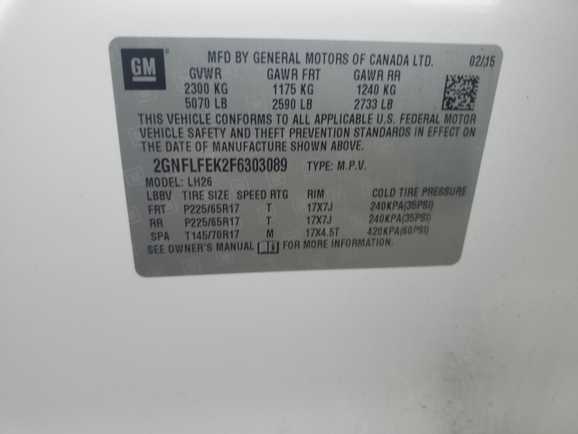 GM
MFD BY GENERAL MOTORS OF CANADA LTD. 02/15
GVWR GAWR FRT GAWR RR
2300 KG 1175 KG 1240 KG
5070 LB 2590 LB 2733 LB
THIS VEHICLE CONFORMS TO ALL APPLICABLE U.S. FEDERAL MOTOR
VEHICLE SAFETY AND THEFT PREVENTION STANDARDS IN EFFECT ON
THE DATE OF MANUFACTURE SHOWN ABOVE.
2GNFLFEK2F6303089 TYPE: M.P.V.
MODEL: LH26
LBBV TIRE SIZE SPEED RTG RIM COLD TIRE PRESSURE
FRT P225/65R17 T 17X7J 240KPA(35PSI)
RR P225/65R17 T 17X7J 240KPA(35PSI)
SPA T145/70R17 M 17X4.5T 420KPA(60PSI)
SEE OWNER'S MANUAL FOR MORE INFORMATION.